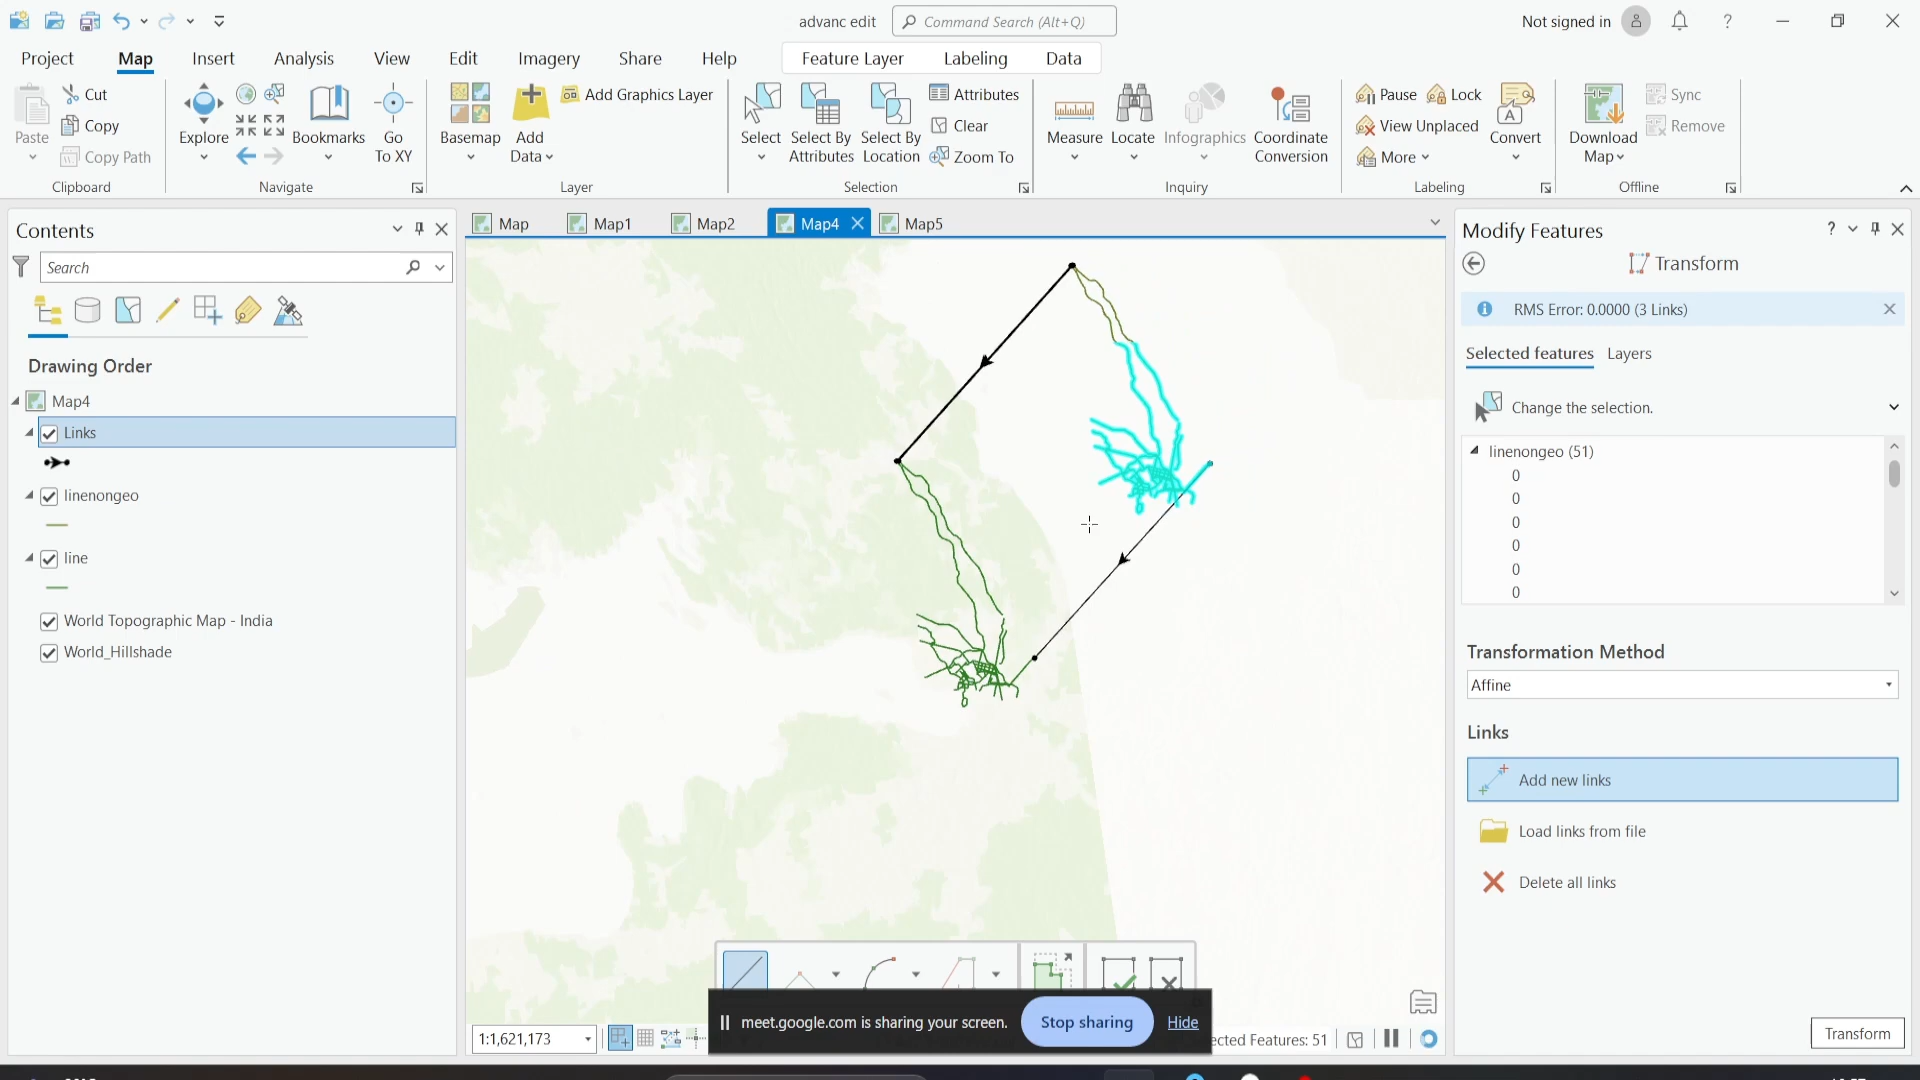 advanc edit
Command Search (Alt+Q)
Not signed in
Project
Map
Insert
Analysis
View
Edit
Imagery
Share
Help
Feature Layer
Labeling
Data
Paste
Cut
Copy
Copy Path
Clipboard
Explore
Bookmarks
Go
To XY
Navigate
Basemap
Add
Data
Add Graphics Layer
Layer
Select
Select By
Attributes
Select By
Location
Attributes
Clear
Zoom To
Selection
Measure
Locate
Infographics
Coordinate
Conversion
Inquiry
Pause
Lock
View Unplaced
More
Convert
Labeling
Download
Map
Sync
Remove
Offline
Contents
Search
Drawing Order
Map4
Links
linenongeo
line
World Topographic Map - India
World_Hillshade
Map
Map1
Map2
Map4
Map5
1:1,621,173
meet.google.com is sharing your screen.
Stop sharing
Hide
ected Features: 51
Modify Features
Transform
RMS Error: 0.0000 (3 Links)
Selected features
Layers
Change the selection.
linenongeo (51)
0
0
0
0
0
0
Transformation Method
Affine
Links
Add new links
Load links from file
Delete all links
Transform